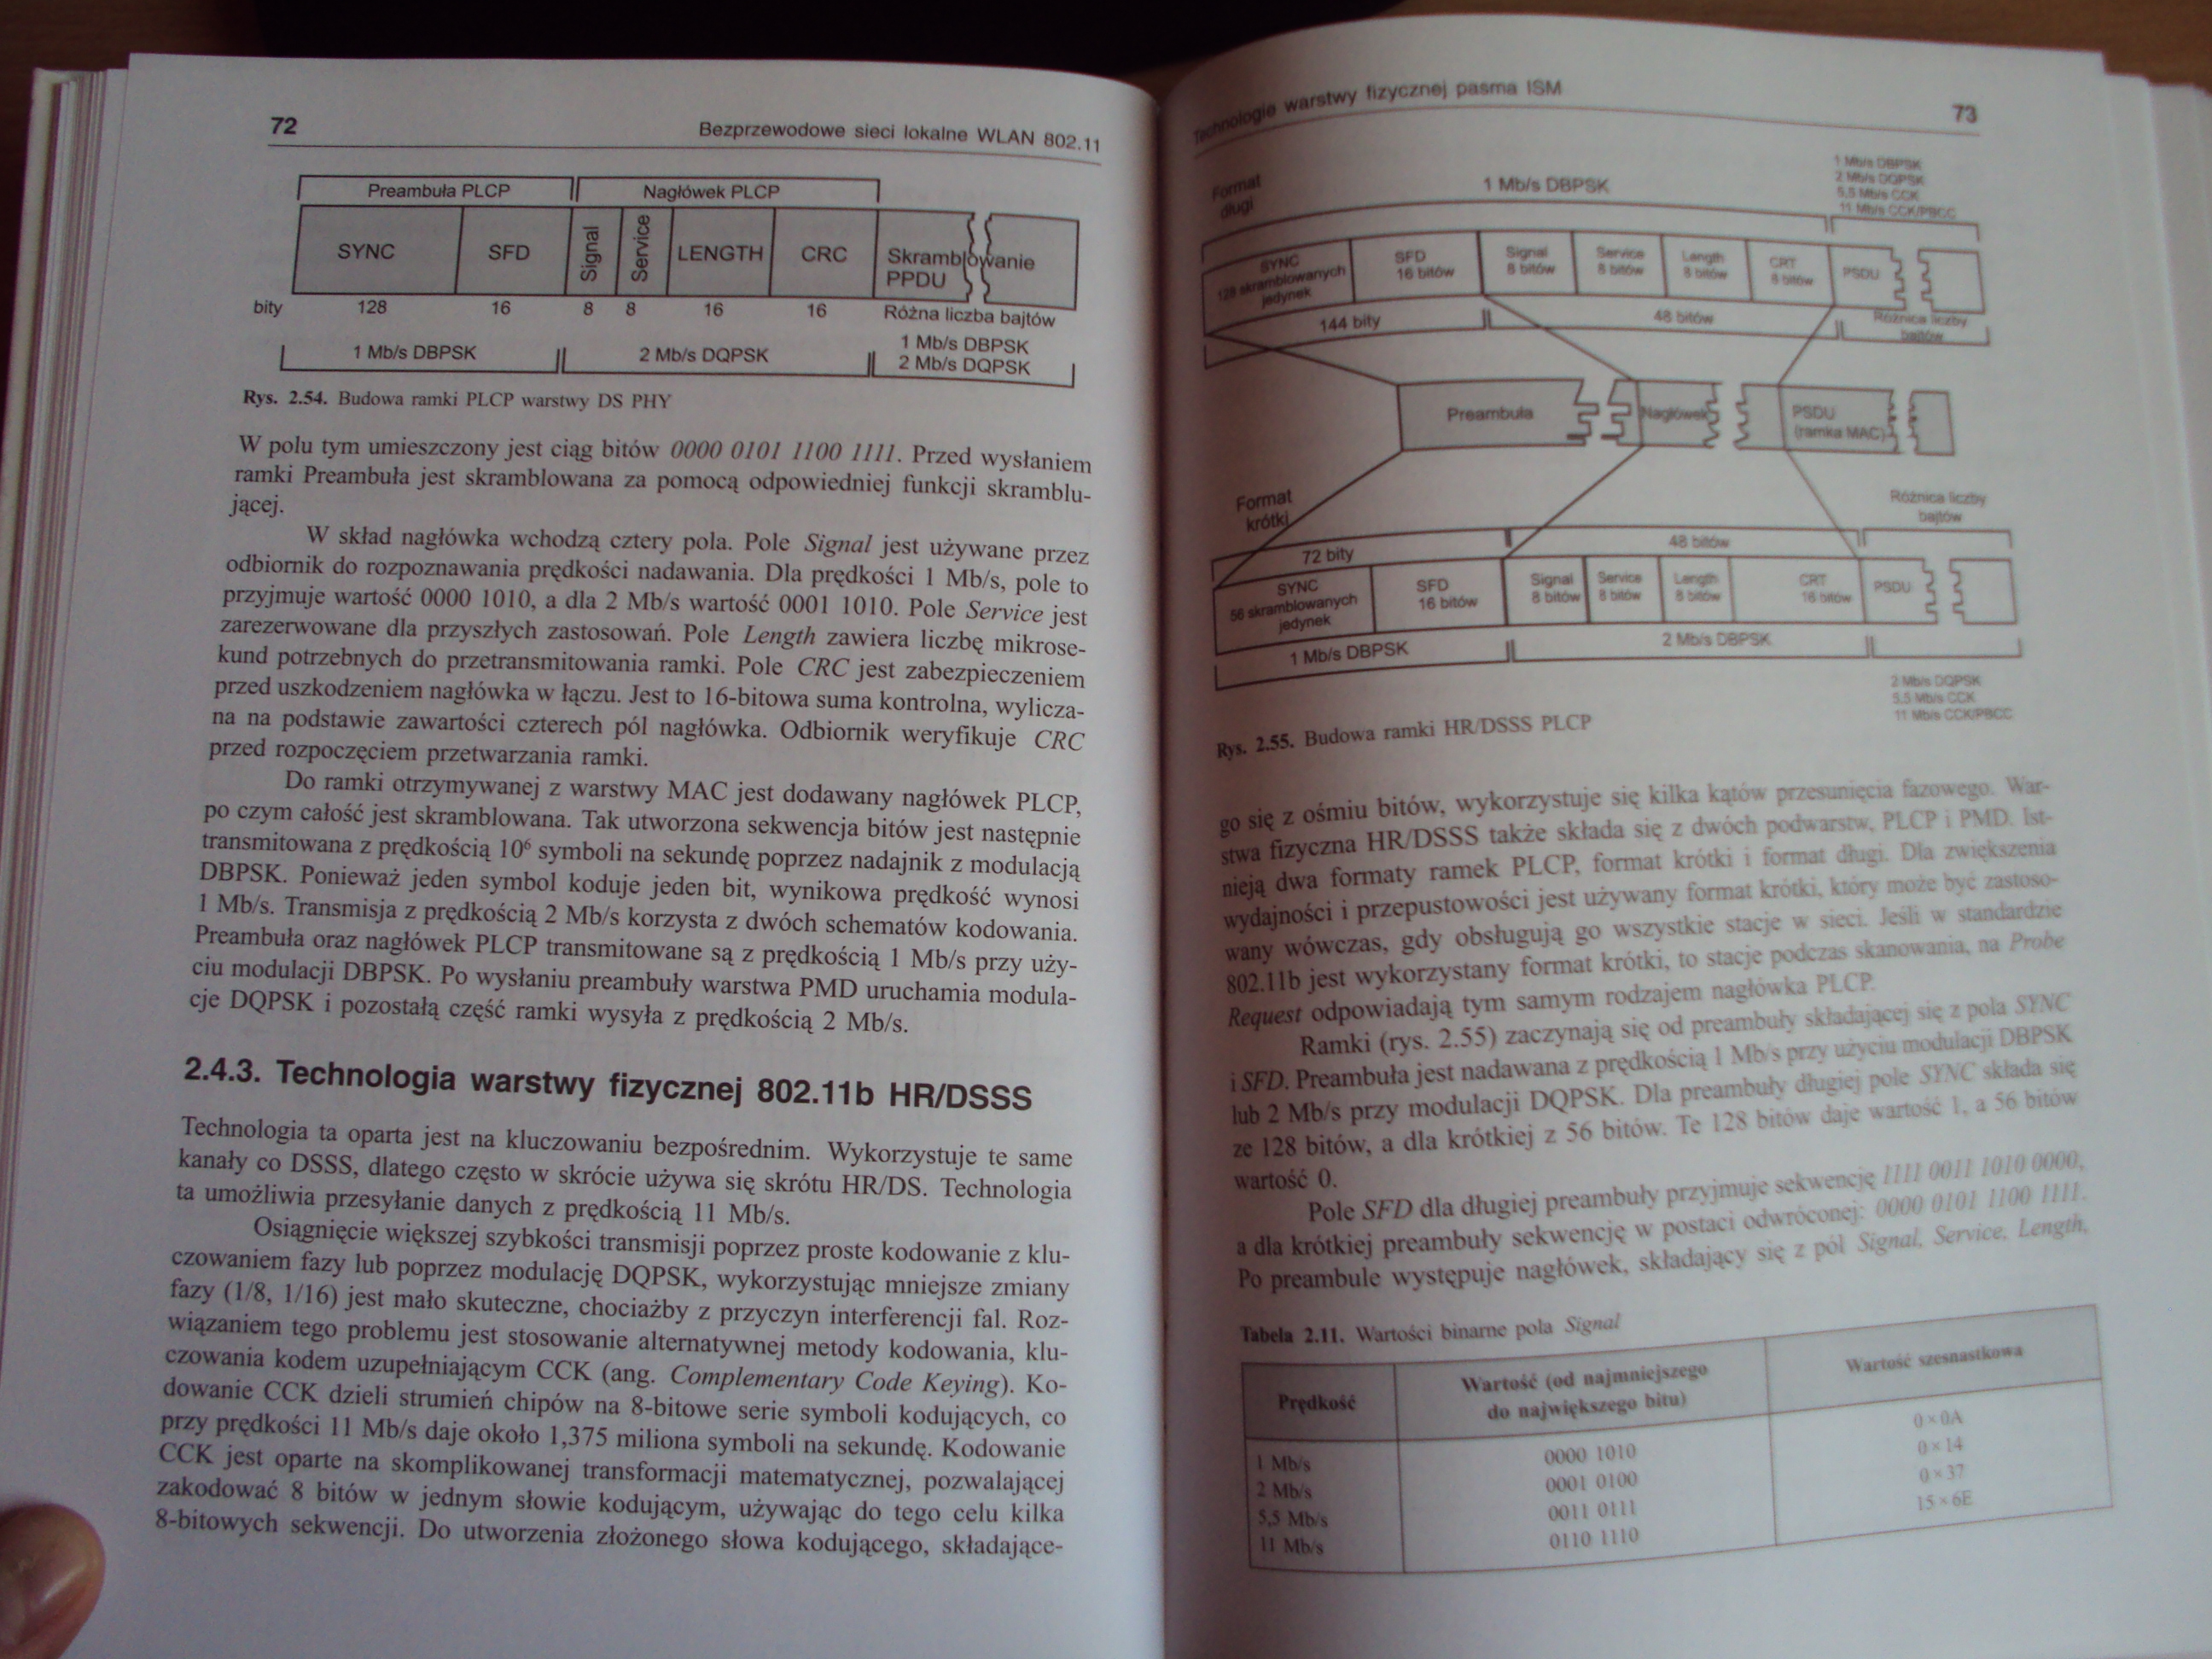 72
Bezprzewodowe sieci lokalne WLAN 802.11
Preambuła PLCP
Nagłówek PLCP
SYNC
SFD
Signal
Service
LENGTH
CRC
Skramblowanie
PPDU
bity
128
16
8
8
16
16
Różna liczba bajtów
1 Mb/s DBPSK
2 Mb/s DQPSK
1 Mb/s DBPSK
2 Mb/s DQPSK
Rys. 2.54. Budowa ramki PLCP warstwy DS PHY
W polu tym umieszczony jest ciąg bitów 0000 0101 1100 1111. Przed wysłaniem
ramki Preambuła jest skramblowana za pomocą odpowiedniej funkcji skramblu-
jącej.
W skład nagłówka wchodzą cztery pola. Pole Signal jest używane przez
odbiornik do rozpoznawania prędkości nadawania. Dla prędkości 1 Mb/s, pole to
przyjmuje wartość 0000 1010, a dla 2 Mb/s wartość 0001 1010. Pole Service jest
zarezerwowane dla przyszłych zastosowań. Pole Length zawiera liczbę mikrose-
kund potrzebnych do przetransmitowania ramki. Pole CRC jest zabezpieczeniem
przed uszkodzeniem nagłówka w łączu. Jest to 16-bitowa suma kontrolna, wylicza-
na na podstawie zawartości czterech pól nagłówka. Odbiornik weryfikuje CRC
przed rozpoczęciem przetwarzania ramki.
Do ramki otrzymywanej z warstwy MAC jest dodawany nagłówek PLCP,
po czym całość jest skramblowana. Tak utworzona sekwencja bitów jest następnie
transmitowana z prędkością 10⁶ symboli na sekundę poprzez nadajnik z modulacją
DBPSK. Ponieważ jeden symbol koduje jeden bit, wynikowa prędkość wynosi
1 Mb/s. Transmisja z prędkością 2 Mb/s korzysta z dwóch schematów kodowania.
Preambuła oraz nagłówek PLCP transmitowane są z prędkością 1 Mb/s przy uży-
ciu modulacji DBPSK. Po wysłaniu preambuły warstwa PMD uruchamia modula-
cje DQPSK i pozostałą część ramki wysyła z prędkością 2 Mb/s.
2.4.3. Technologia warstwy fizycznej 802.11b HR/DSSS
Technologia ta oparta jest na kluczowaniu bezpośrednim. Wykorzystuje te same
kanały co DSSS, dlatego często w skrócie używa się skrótu HR/DS. Technologia
ta umożliwia przesyłanie danych z prędkością 11 Mb/s.
Osiągnięcie większej szybkości transmisji poprzez proste kodowanie z klu-
czowaniem fazy lub poprzez modulację DQPSK, wykorzystując mniejsze zmiany
fazy (1/8, 1/16) jest mało skuteczne, chociażby z przyczyn interferencji fal. Roz-
wiązaniem tego problemu jest stosowanie alternatywnej metody kodowania, klu-
czowania kodem uzupełniającym CCK (ang. Complementary Code Keying). Ko-
dowanie CCK dzieli strumień chipów na 8-bitowe serie symboli kodujących, co
przy prędkości 11 Mb/s daje około 1,375 miliona symboli na sekundę. Kodowanie
CCK jest oparte na skomplikowanej transformacji matematycznej, pozwalającej
zakodować 8 bitów w jednym słowie kodującym, używając do tego celu kilka
8-bitowych sekwencji. Do utworzenia złożonego słowa kodującego, składające-
Technologie warstwy fizycznej pasma ISM
73
Format
długi
1 Mb/s DBPSK
1 Mb/s DBPSK
2 Mb/s DQPSK
5,5 Mb/s CCK
11 Mb/s CCK/PBCC
SYNC
128 skramblowanych
jedynek
SFD
16 bitów
Signal
8 bitów
Service
8 bitów
Length
8 bitów
CRT
8 bitów
PSDU
144 bity
48 bitów
Różnica liczby
bajtów
Preambuła
Nagłówek
PSDU
(ramka MAC)
Format
krótki
Różnica liczby
bajtów
72 bity
48 bitów
SYNC
56 skramblowanych
jedynek
SFD
16 bitów
Signal
8 bitów
Service
8 bitów
Length
8 bitów
CRT
16 bitów
PSDU
1 Mb/s DBPSK
2 Mb/s DBPSK
2 Mb/s DQPSK
5,5 Mb/s CCK
11 Mb/s CCK/PBCC
Rys. 2.55. Budowa ramki HR/DSSS PLCP
go się z ośmiu bitów, wykorzystuje się kilka kątów przesunięcia fazowego. War-
stwa fizyczna HR/DSSS także składa się z dwóch podwarstw, PLCP i PMD. Ist-
nieją dwa formaty ramek PLCP, format krótki i format długi. Dla zwiększenia
wydajności i przepustowości jest używany format krótki, który może być zastoso-
wany wówczas, gdy obsługują go wszystkie stacje w sieci. Jeśli w standardzie
802.11b jest wykorzystany format krótki, to stacje podczas skanowania, na Probe
Request odpowiadają tym samym rodzajem nagłówka PLCP.
Ramki (rys. 2.55) zaczynają się od preambuły składającej się z pola SYNC
i SFD. Preambuła jest nadawana z prędkością 1 Mb/s przy użyciu modulacji DBPSK
lub 2 Mb/s przy modulacji DQPSK. Dla preambuły długiej pole SYNC składa się
ze 128 bitów, a dla krótkiej z 56 bitów. Te 128 bitów daje wartość 1, a 56 bitów
wartość 0.
Pole SFD dla długiej preambuły przyjmuje sekwencję 1111 0011 1010 0000,
a dla krótkiej preambuły sekwencję w postaci odwróconej: 0000 0101 1100 1111.
Po preambule występuje nagłówek, składający się z pól Signal, Service, Length,
Tabela 2.11. Wartości binarne pola Signal
Prędkość
Wartość (od najmniejszego
do największego bitu)
Wartość szesnastkowa
1 Mb/s 0000 1010 0×0A
2 Mb/s 0001 0100 0×14
5,5 Mb/s 0011 0111 0×37
11 Mb/s 0110 1110 15×6E